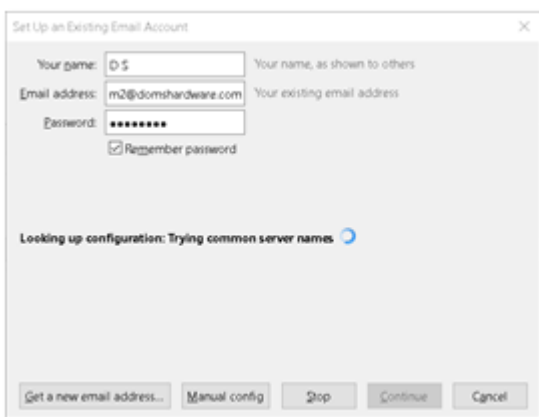 Set Up an Existing Email Account
Your name: D S Your name, as shown to others
Email address: m2@domshardware.com Your existing email address
Password: ••••••••
Remember password
Looking up configuration: Trying common server names
Get a new email address... Manual config Stop Continue Cancel